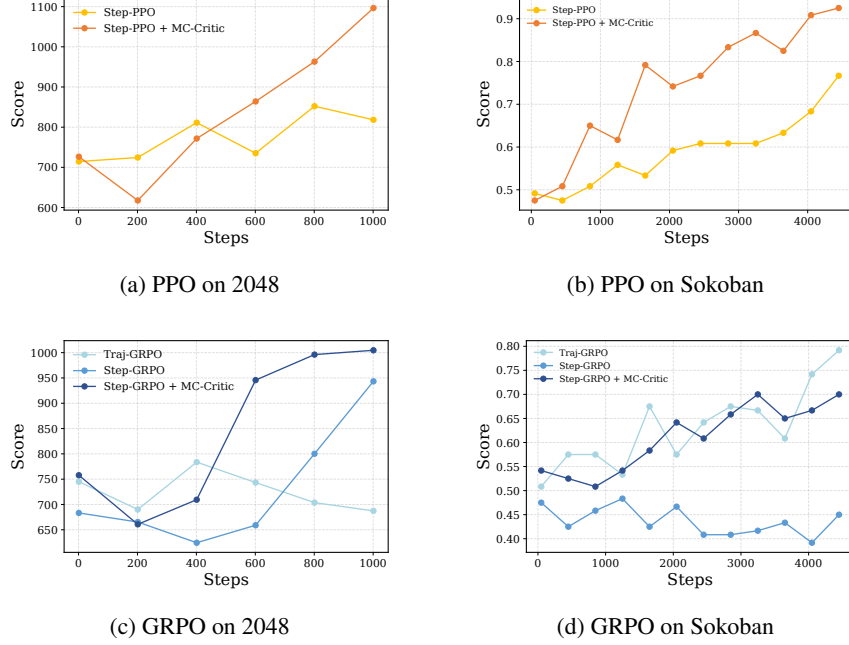 1100
1000
900
800
700
600
Score
Step-PPO
Step-PPO + MC-Critic
0 200 400 600 800 1000
Steps
(a) PPO on 2048
0.9
0.8
0.7
0.6
0.5
Score
Step-PPO
Step-PPO + MC-Critic
0 1000 2000 3000 4000
Steps
(b) PPO on Sokoban
1000
950
900
850
800
750
700
650
Score
Traj-GRPO
Step-GRPO
Step-GRPO + MC-Critic
0 200 400 600 800 1000
Steps
(c) GRPO on 2048
0.80
0.75
0.70
0.65
0.60
0.55
0.50
0.45
0.40
Score
Traj-GRPO
Step-GRPO
Step-GRPO + MC-Critic
0 1000 2000 3000 4000
Steps
(d) GRPO on Sokoban